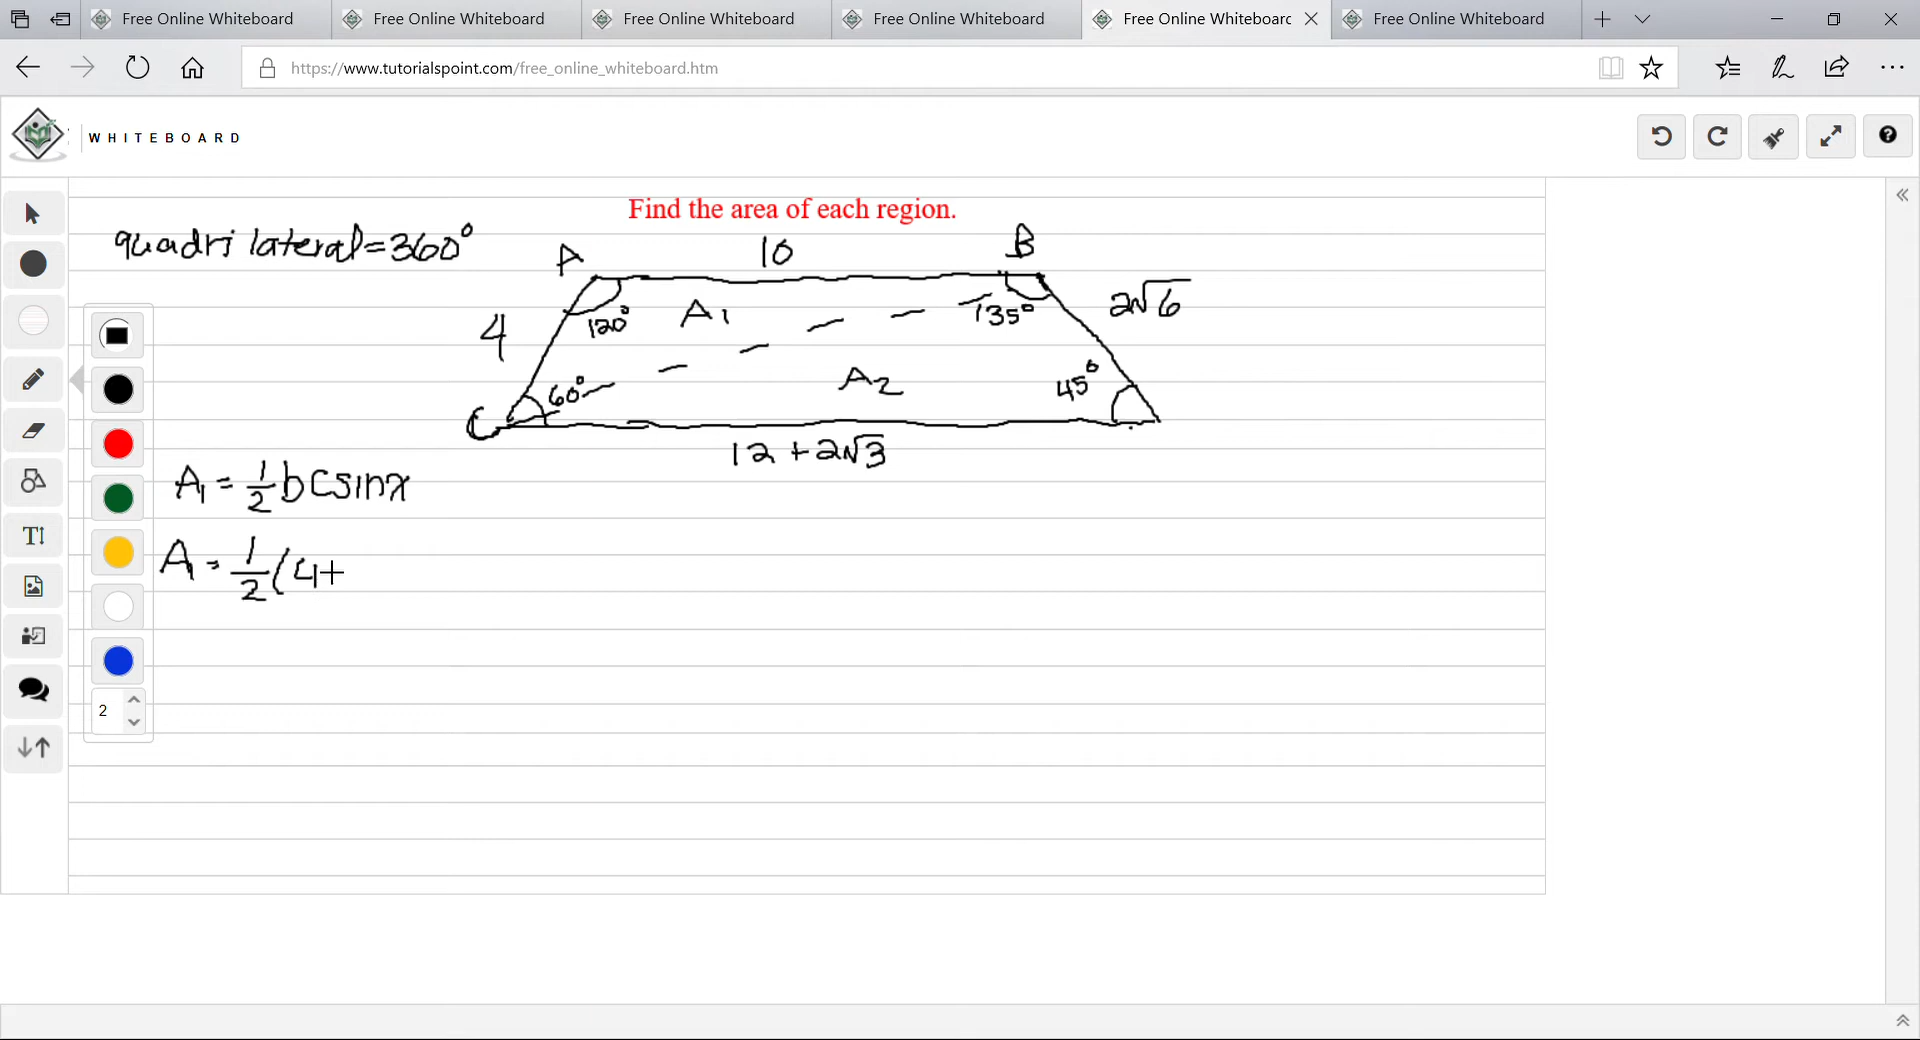 Free Online Whiteboard
Free Online Whiteboard
Free Online Whiteboard
Free Online Whiteboard
Free Online Whiteboarc
Free Online Whiteboard
https://www.tutorialspoint.com/free_online_whiteboard.htm
WHITEBOARD
Find the area of each region.
quadrilateral=360°
A
10
B
4
120°
A1
135°
2√6
60°
A2
45°
C
12+2√3
A1=1/2bCsinx
A=1/2(4+
TI
2